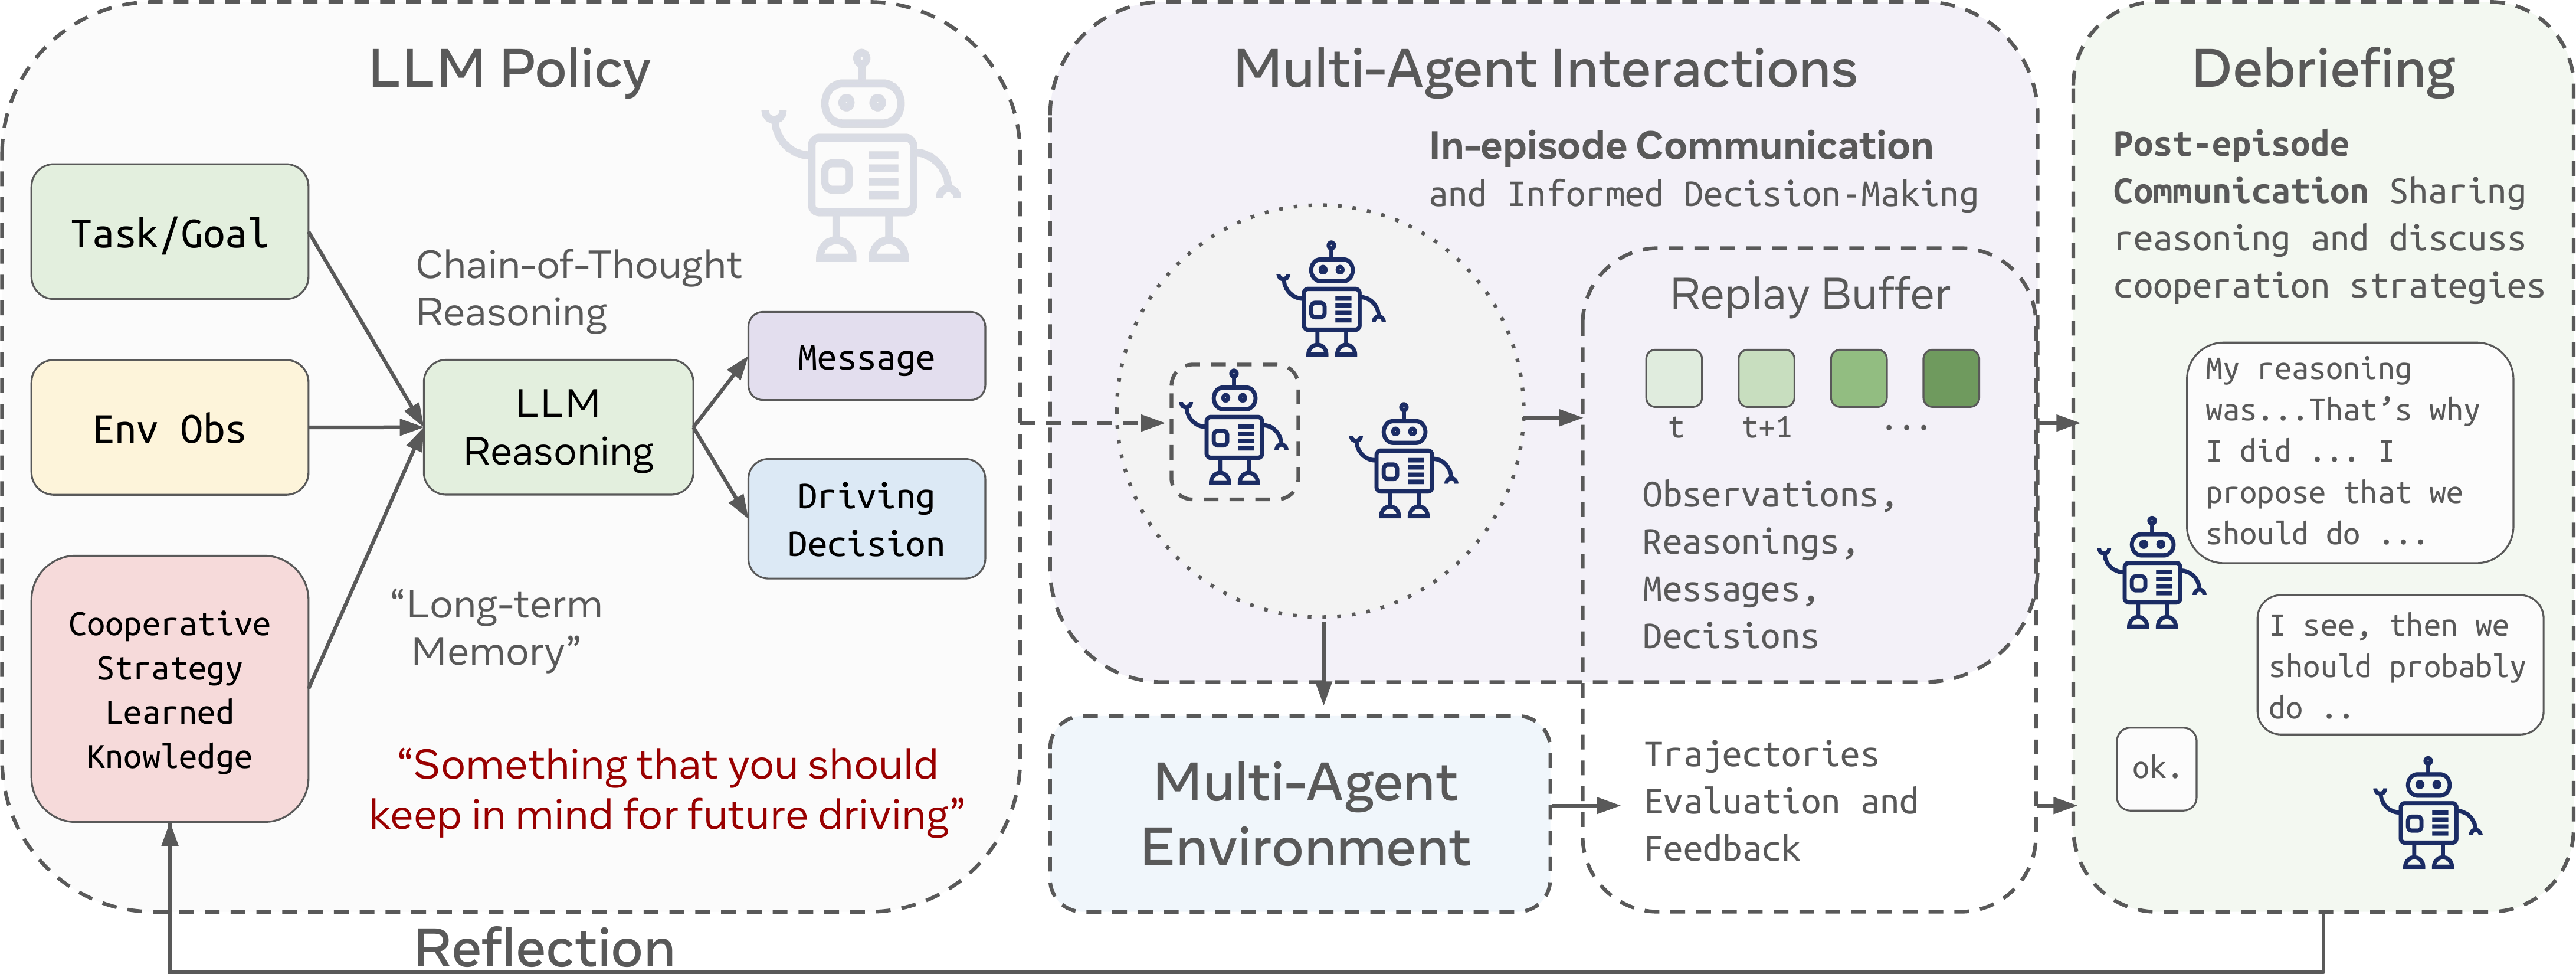 LLM Policy
Task/Goal
Env Obs
Cooperative
Strategy
Learned
Knowledge
Chain-of-Thought
Reasoning
LLM
Reasoning
Message
Driving
Decision
“Long-term
Memory”
“Something that you should
keep in mind for future driving”
Reflection
Multi-Agent Interactions
In-episode Communication
and Informed Decision-Making
Replay Buffer
t
t+1
...
Observations,
Reasonings,
Messages,
Decisions
Multi-Agent
Environment
Trajectories
Evaluation and
Feedback
Debriefing
Post-episode
Communication Sharing
reasoning and discuss
cooperation strategies
My reasoning
was...That’s why
I did ... I
propose that we
should do ...
I see, then we
should probably
do ..
ok.